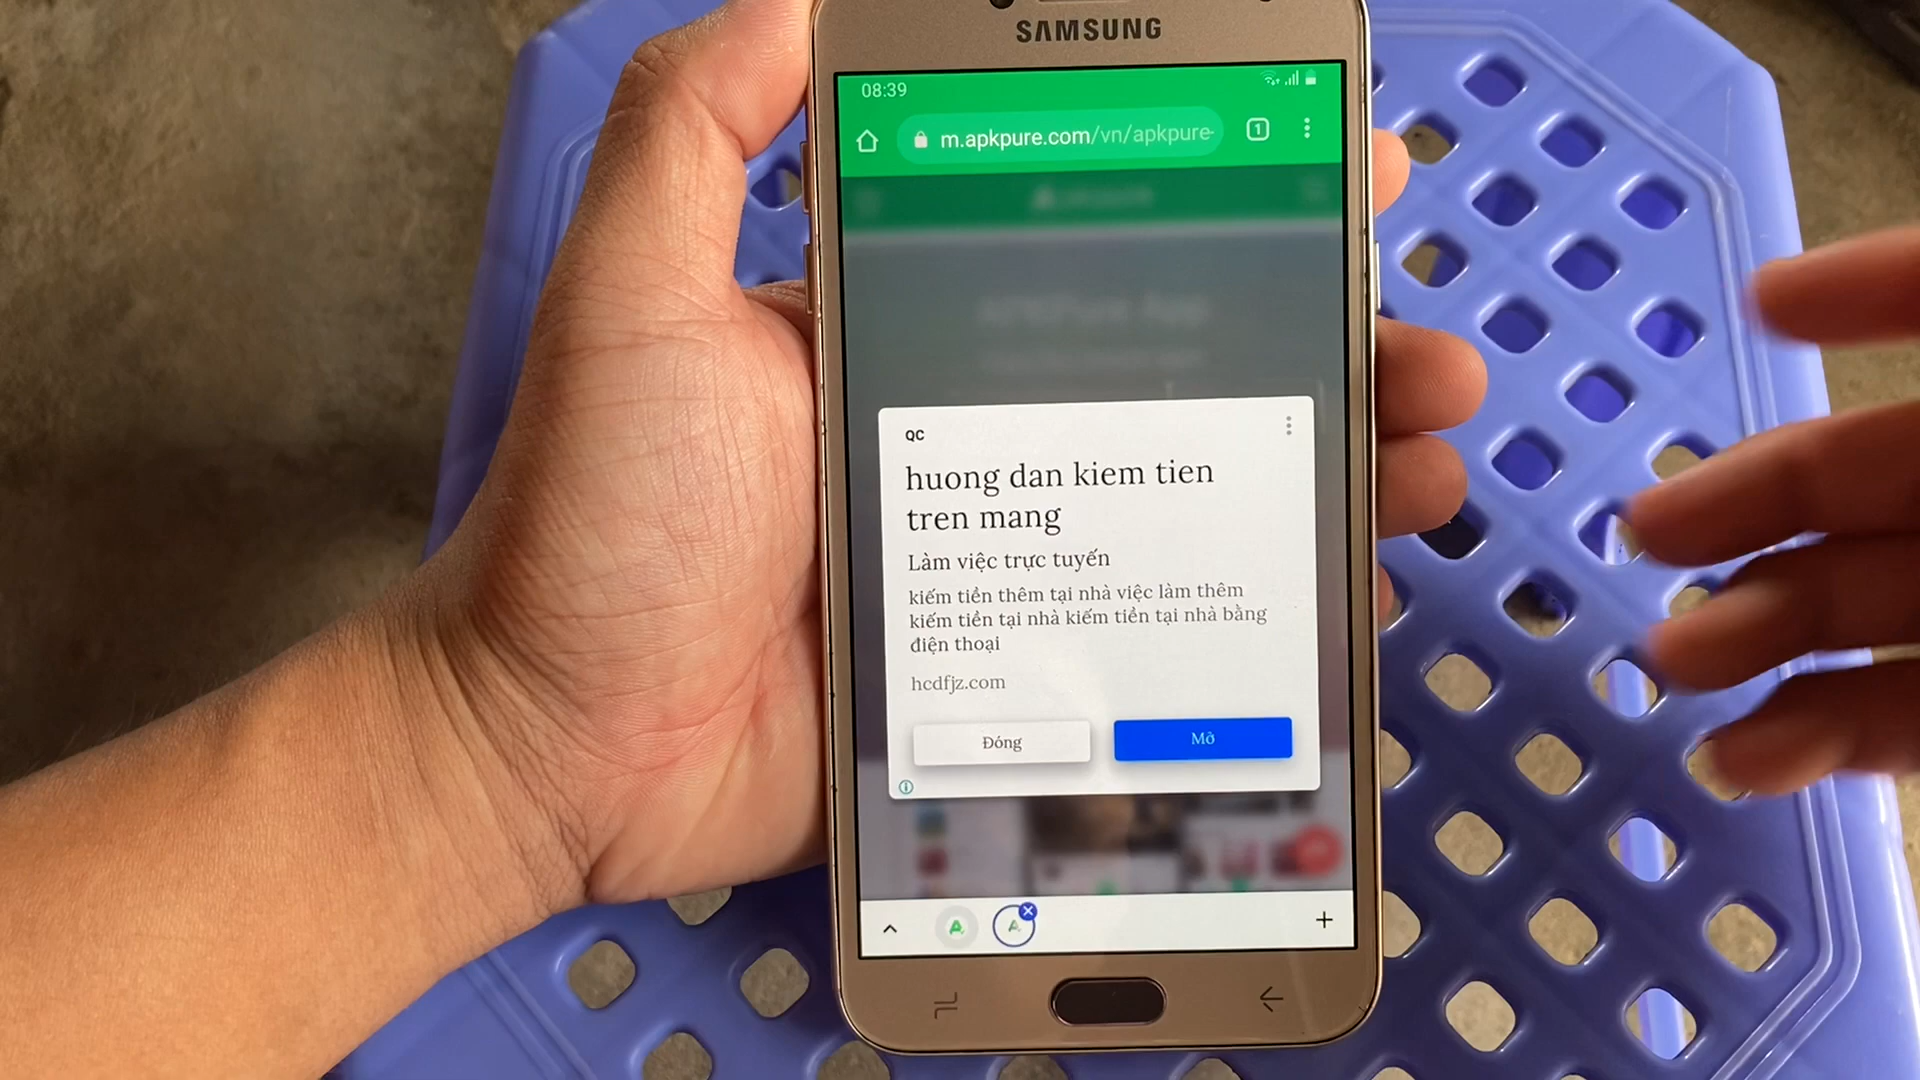 SAMSUNG
08:39
m.apkpure.com/vn/apkpure-
1
QC
huong dan kiem tien
tren mang
Làm việc trực tuyến
kiếm tiền thêm tại nhà việc làm thêm
kiếm tiền tại nhà kiếm tiền tại nhà bằng
điện thoại
hcdfjz.com
Đóng
Mở